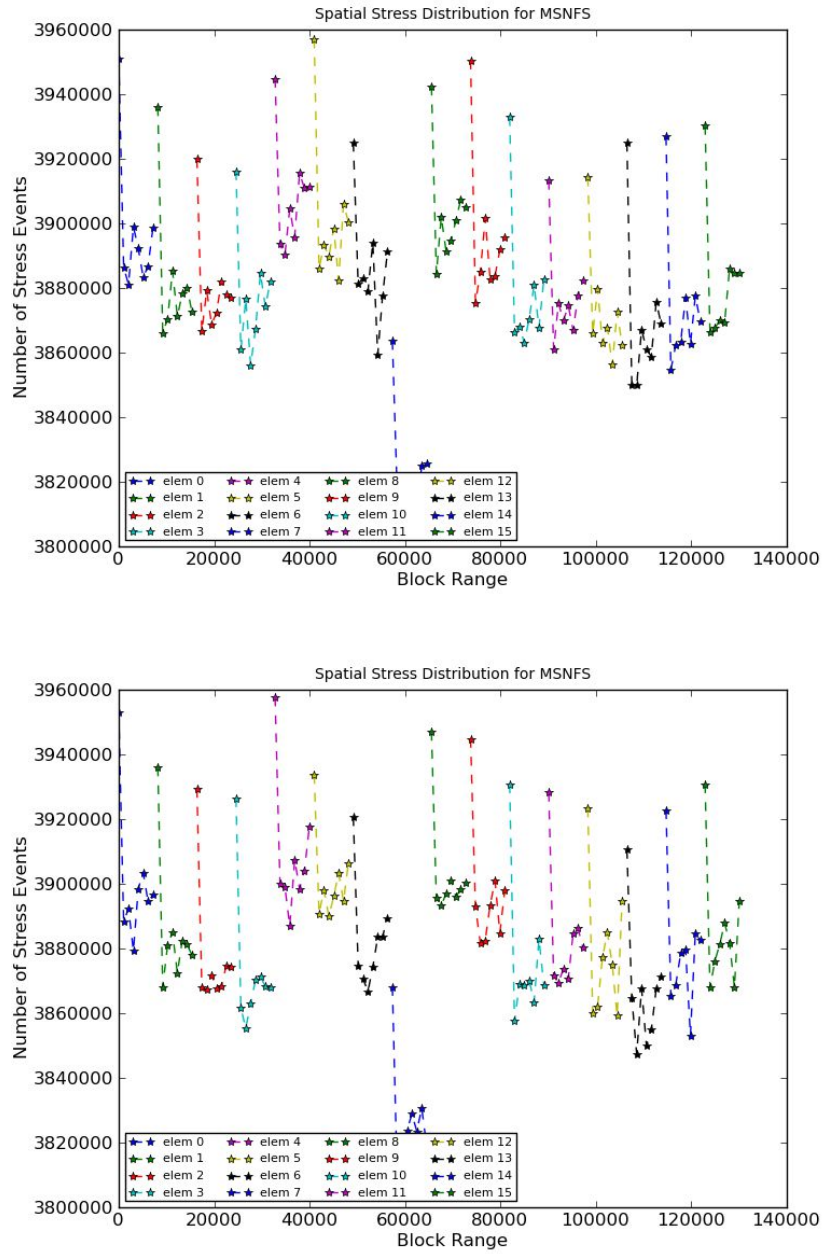 Spatial Stress Distribution for MSNFS
3960000
3940000
3920000
3900000
3880000
3860000
3840000
3820000
3800000
Number of Stress Events
elem 0 elem 4 elem 8 elem 12
elem 1 elem 5 elem 9 elem 13
elem 2 elem 6 elem 10 elem 14
elem 3 elem 7 elem 11 elem 15
0 20000 40000 60000 80000 100000 120000 140000
Block Range
Spatial Stress Distribution for MSNFS
3960000
3940000
3920000
3900000
3880000
3860000
3840000
3820000
3800000
Number of Stress Events
elem 0 elem 4 elem 8 elem 12
elem 1 elem 5 elem 9 elem 13
elem 2 elem 6 elem 10 elem 14
elem 3 elem 7 elem 11 elem 15
0 20000 40000 60000 80000 100000 120000 140000
Block Range